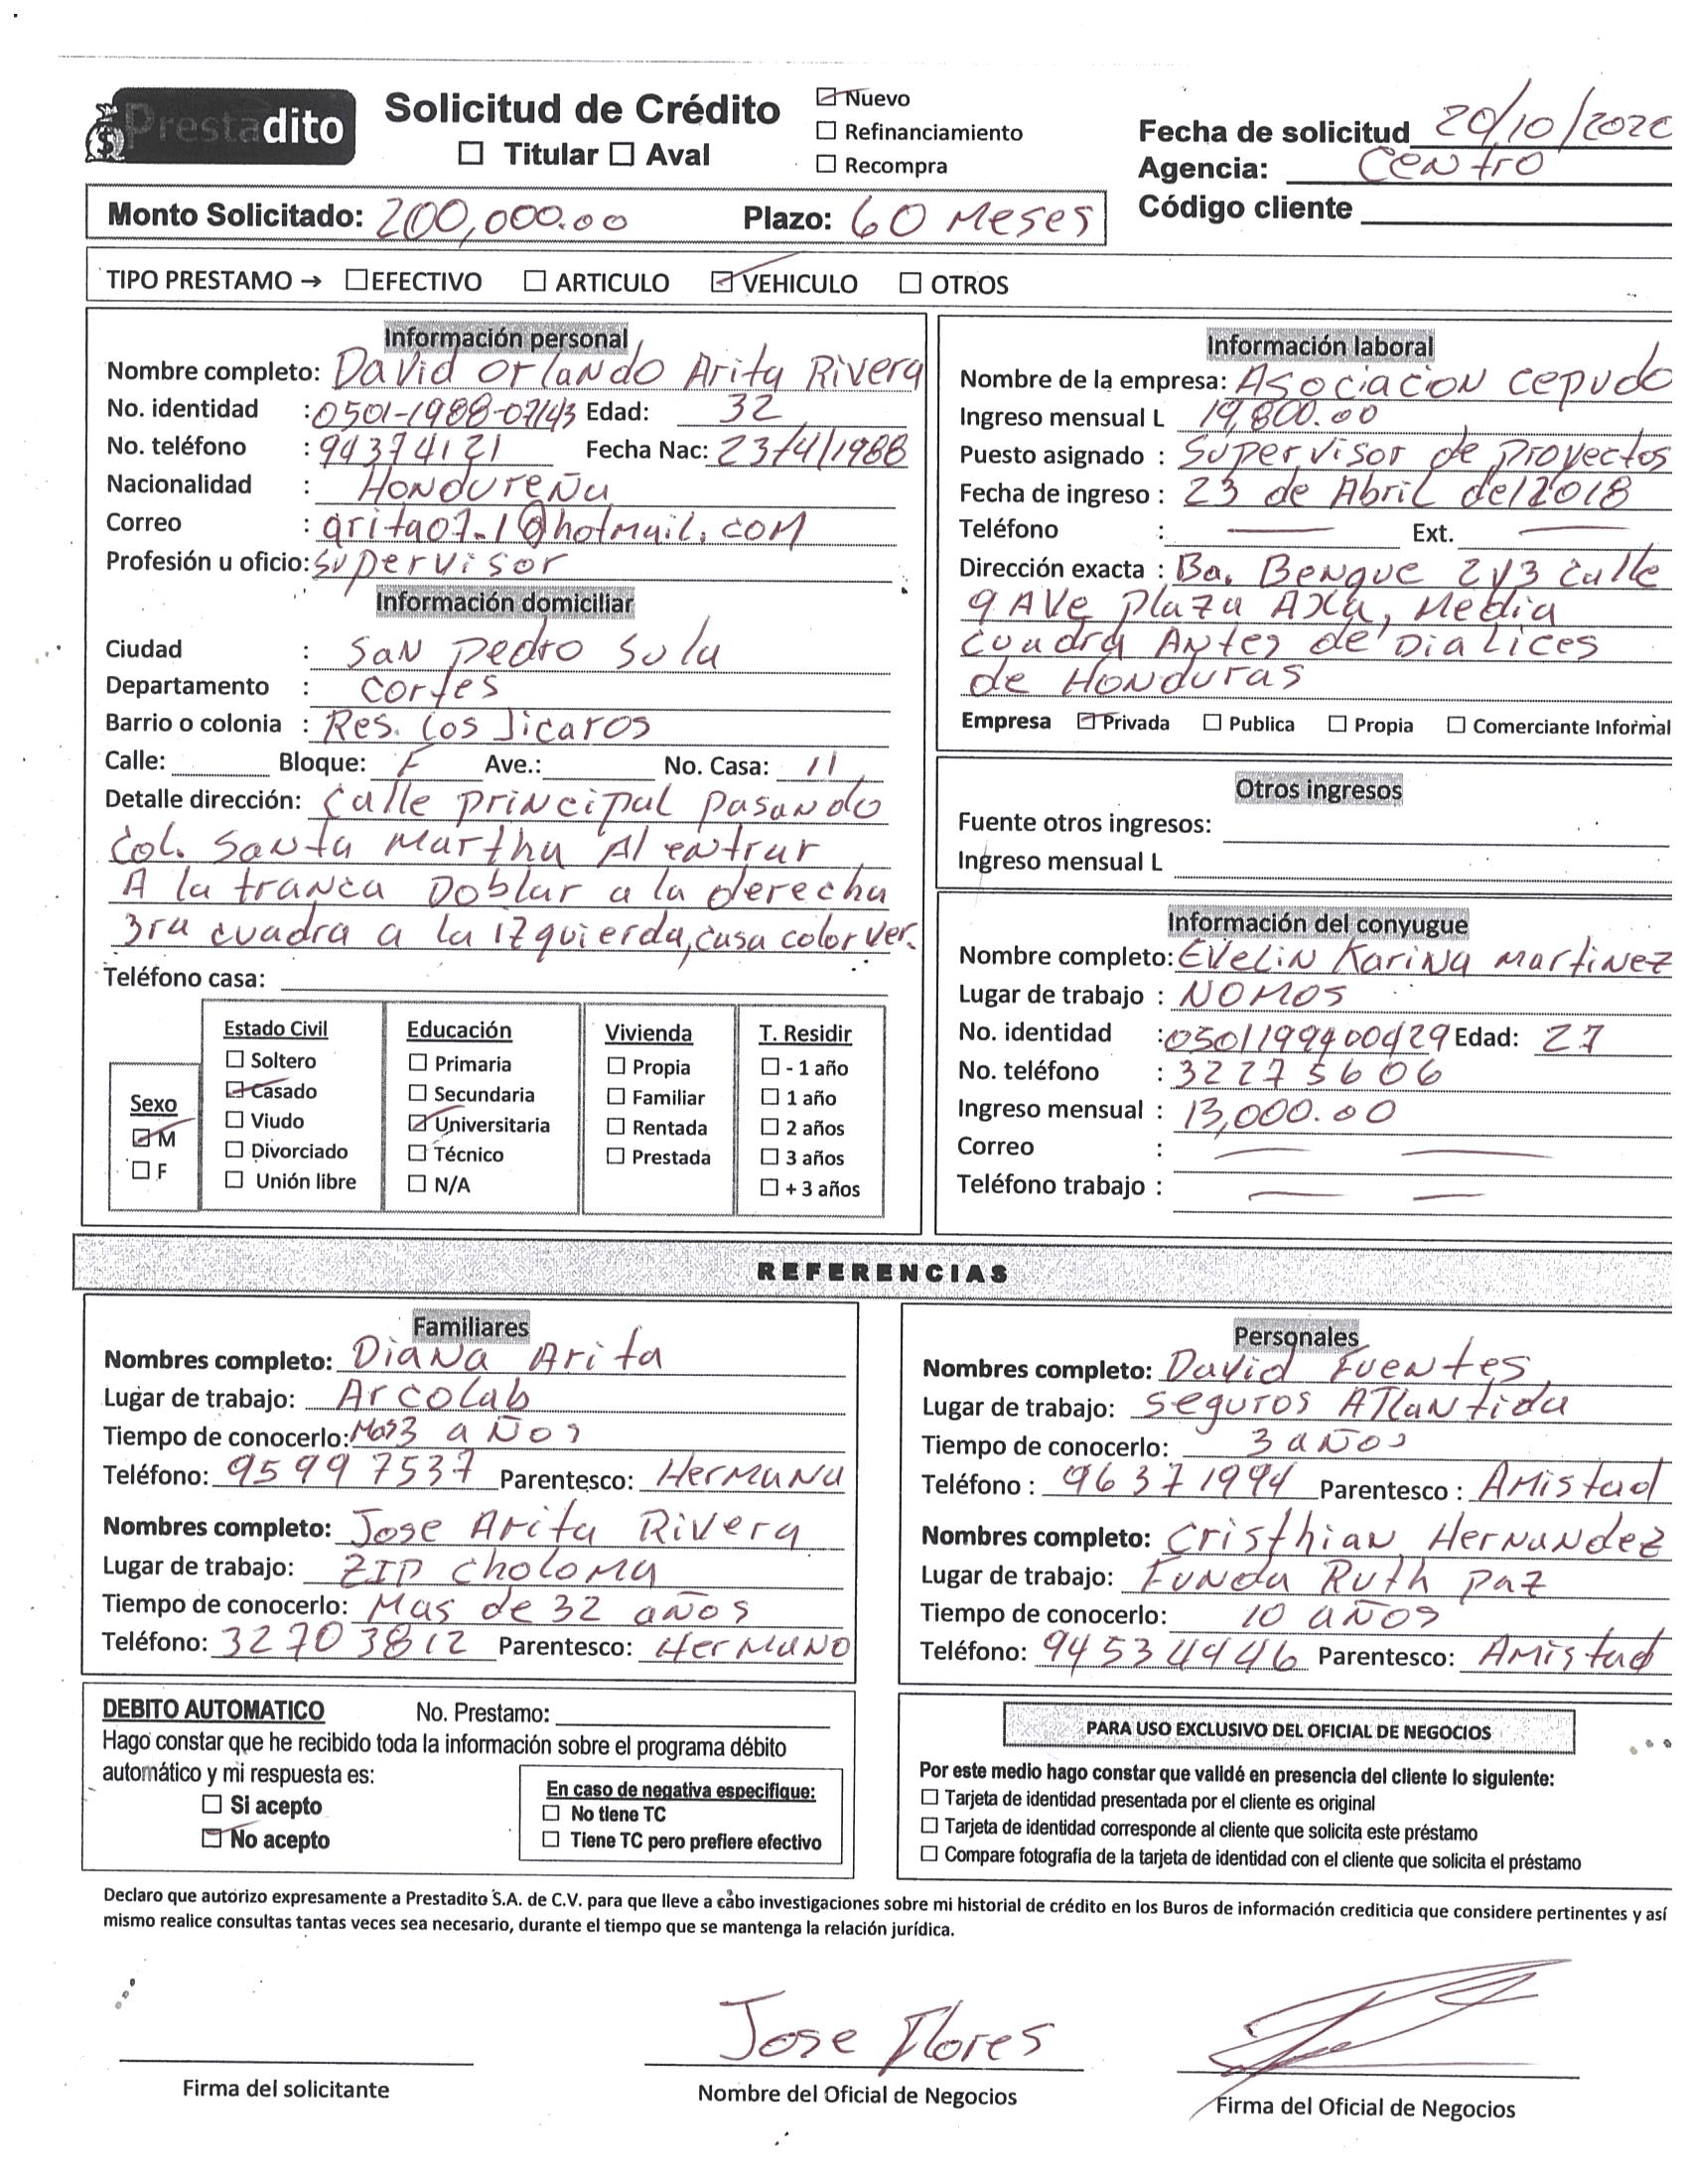 Prestadito
Solicitud de Crédito
☐ Titular ☐ Aval
☑ Nuevo
☐ Refinanciamiento
☐ Recompra
Fecha de solicitud 20/10/2020
Agencia: Centro
Código cliente
Monto Solicitado: 200,000.00 Plazo: 60 Meses
TIPO PRESTAMO → ☐ EFECTIVO ☐ ARTICULO ☑ VEHICULO ☐ OTROS
Información personal
Nombre completo: David Orlando Arita Rivera
No. identidad : 0501-1988-07143 Edad: 32
No. teléfono : 94374121 Fecha Nac: 23/4/1988
Nacionalidad : Hondureña
Correo : arita07.1@hotmail.com
Profesión u oficio: Supervisor
Información domiciliar
Ciudad : San Pedro Sula
Departamento : Cortes
Barrio o colonia : Res. Los Jicaros
Calle: Bloque: F Ave.: No. Casa: 11
Detalle dirección: Calle principal pasando
Col. Santa Martha Al entrar
A la tranca Doblar a la derecha
3ra cuadra a la izquierda, casa color ver.
Teléfono casa:
Sexo
☑ M
☐ F
Estado Civil
☐ Soltero
☑ Casado
☐ Viudo
☐ Divorciado
☐ Unión libre
Educación
☐ Primaria
☐ Secundaria
☑ Universitaria
☐ Técnico
☐ N/A
Vivienda
☐ Propia
☐ Familiar
☐ Rentada
☐ Prestada
T. Residir
☐ - 1 año
☐ 1 año
☐ 2 años
☐ 3 años
☐ + 3 años
Información laboral
Nombre de la empresa: Asociacion cepudo
Ingreso mensual L 19,800.00
Puesto asignado : Supervisor de Proyectos
Fecha de ingreso : 23 de Abril del 2018
Teléfono : — Ext. —
Dirección exacta : Ba. Benque 2 y 3 calle
9 Ave Plaza AXA, Media
cuadra Antes de Dialices
de Honduras
Empresa ☑ Privada ☐ Publica ☐ Propia ☐ Comerciante Informal
Otros ingresos
Fuente otros ingresos:
Ingreso mensual L
Información del conyugue
Nombre completo: Evelin Karina Martinez
Lugar de trabajo : NOMOS
No. identidad : 0501199400429 Edad: 27
No. teléfono : 32275606
Ingreso mensual : 13,000.00
Correo : — —
Teléfono trabajo : — —
REFERENCIAS
Familiares
Nombres completo: Diana Arita
Lugar de trabajo: Arcolab
Tiempo de conocerlo: Mas 3 años
Teléfono: 95997537 Parentesco: Hermana
Nombres completo: Jose Arita Rivera
Lugar de trabajo: ZIP Choloma
Tiempo de conocerlo: Mas de 32 años
Teléfono: 32703812 Parentesco: Hermano
Personales
Nombres completo: David Fuentes
Lugar de trabajo: Seguros ATlantida
Tiempo de conocerlo: 3 años
Teléfono : 96371994 Parentesco : Amistad
Nombres completo: Cristhian Hernandez
Lugar de trabajo: Funda Ruth Paz
Tiempo de conocerlo: 10 años
Teléfono: 94534446 Parentesco: Amistad
DEBITO AUTOMATICO No. Prestamo:
Hago constar que he recibido toda la información sobre el programa débito
automático y mi respuesta es:
☐ Si acepto
☑ No acepto
En caso de negativa especifique:
☐ No tiene TC
☐ Tiene TC pero prefiere efectivo
PARA USO EXCLUSIVO DEL OFICIAL DE NEGOCIOS
Por este medio hago constar que validé en presencia del cliente lo siguiente:
☐ Tarjeta de identidad presentada por el cliente es original
☐ Tarjeta de identidad corresponde al cliente que solicita este préstamo
☐ Compare fotografía de la tarjeta de identidad con el cliente que solicita el préstamo
Declaro que autorizo expresamente a Prestadito S.A. de C.V. para que lleve a cabo investigaciones sobre mi historial de crédito en los Buros de información crediticia que considere pertinentes y así
mismo realice consultas tantas veces sea necesario, durante el tiempo que se mantenga la relación jurídica.
Jose Flores
Firma del solicitante
Nombre del Oficial de Negocios
Firma del Oficial de Negocios